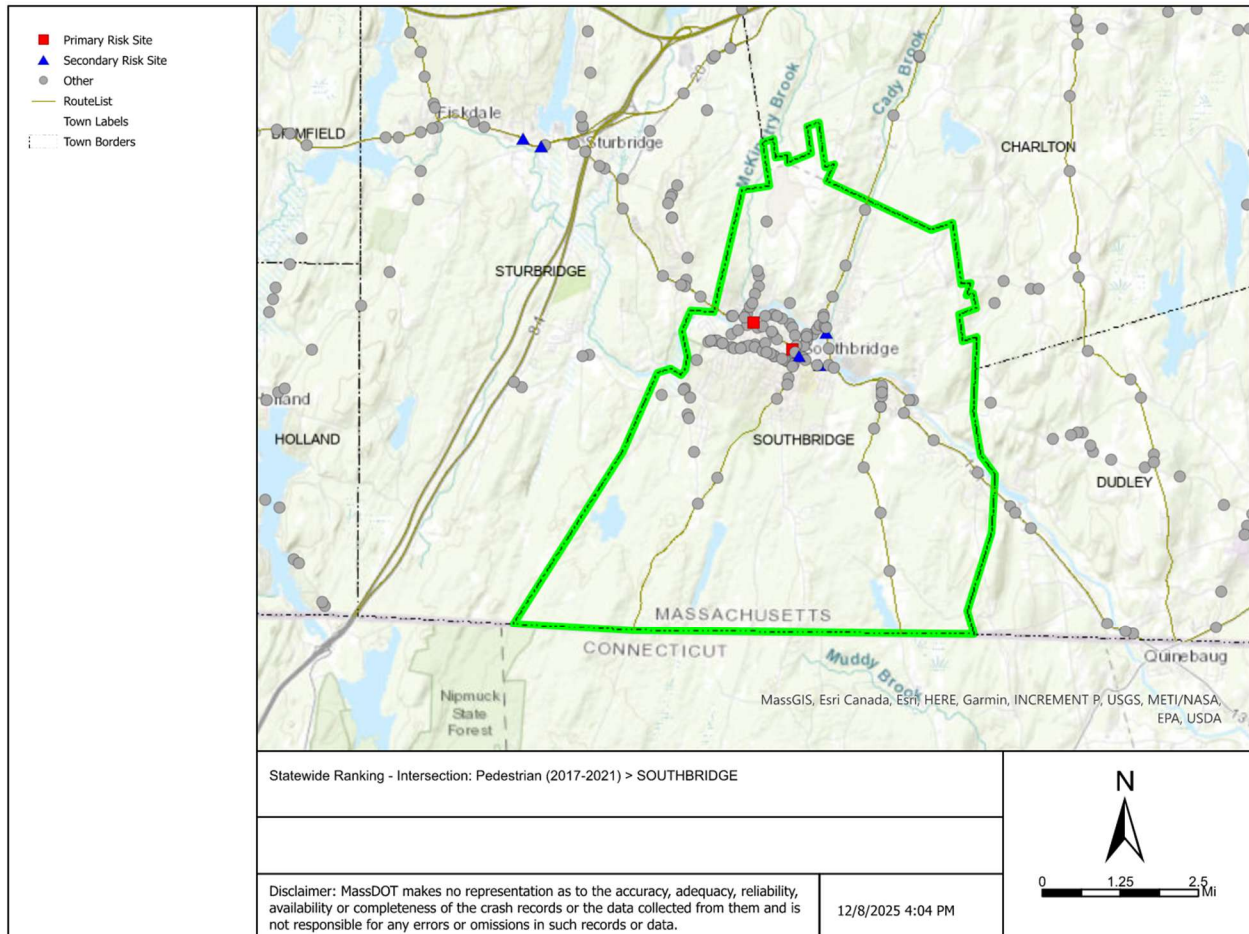 Primary Risk Site
Secondary Risk Site
Other
RouteList
Town Labels
Town Borders
McKinstry Brook
Cady Brook
20
Fiskdale
Sturbridge
CHARLTON
STURBRIDGE
84
Southbridge
HOLLAND
SOUTHBRIDGE
DUDLEY
MASSACHUSETTS
CONNECTICUT
Muddy Brook
Quinebaug
Nipmuck
State
Forest
MassGIS, Esri Canada, Esri, HERE, Garmin, INCREMENT P, USGS, METI/NASA,
EPA, USDA
Statewide Ranking - Intersection: Pedestrian (2017-2021) > SOUTHBRIDGE
N
0 1.25 2.5
Mi
Disclaimer: MassDOT makes no representation as to the accuracy, adequacy, reliability,
availability or completeness of the crash records or the data collected from them and is
not responsible for any errors or omissions in such records or data.
12/8/2025 4:04 PM